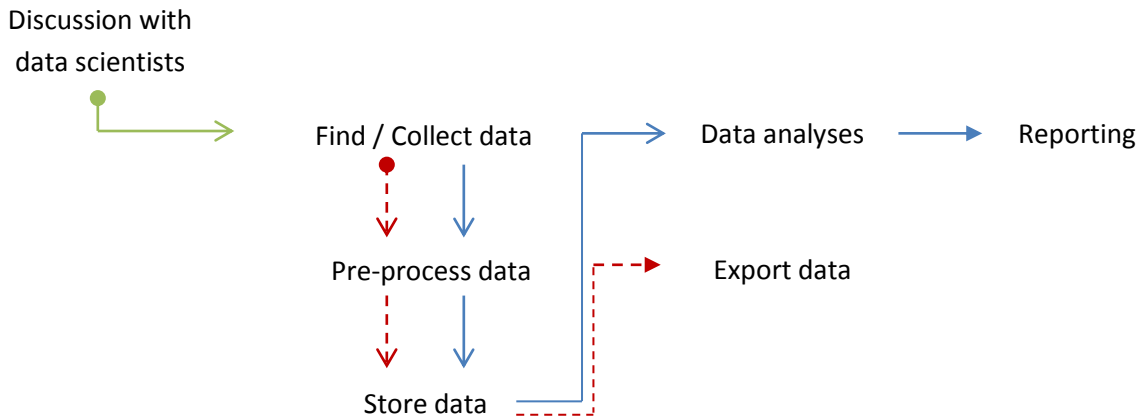 Discussion with
data scientists
Find / Collect data
Data analyses
Reporting
Pre-process data
Export data
Store data